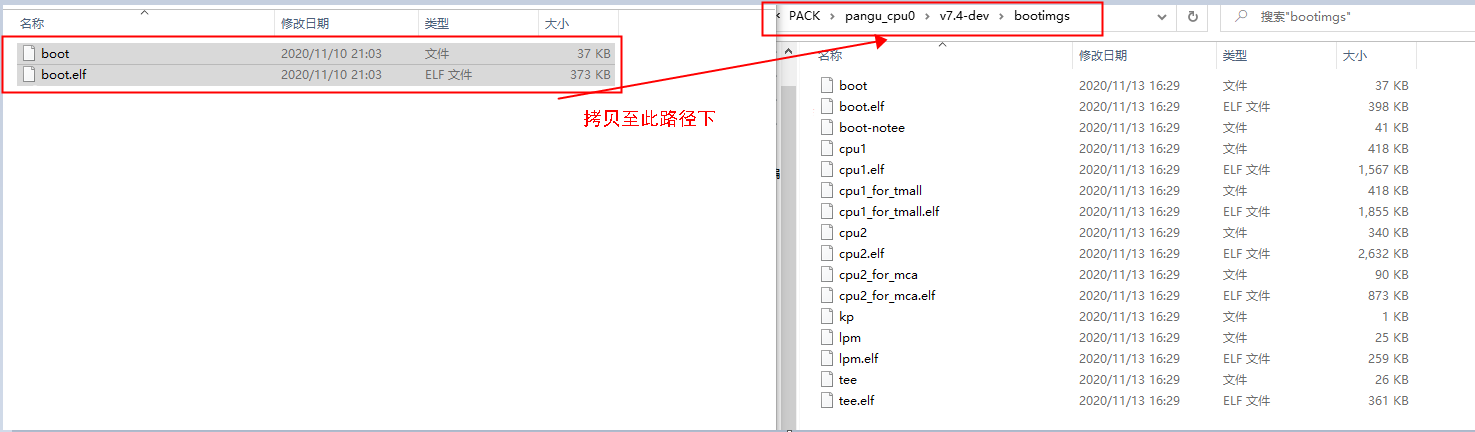 名称 修改日期 类型 大小
boot 2020/11/10 21:03 文件 37 KB
boot.elf 2020/11/10 21:03 ELF 文件 373 KB
拷贝至此路径下
PACK › pangu_cpu0 › v7.4-dev › bootimgs
搜索"bootimgs"
名称 修改日期 类型 大小
boot 2020/11/13 16:29 文件 37 KB
boot.elf 2020/11/13 16:29 ELF 文件 398 KB
boot-notee 2020/11/13 16:29 文件 41 KB
cpu1 2020/11/13 16:29 文件 418 KB
cpu1.elf 2020/11/13 16:29 ELF 文件 1,567 KB
cpu1_for_tmall 2020/11/13 16:29 文件 418 KB
cpu1_for_tmall.elf 2020/11/13 16:29 ELF 文件 1,855 KB
cpu2 2020/11/13 16:29 文件 340 KB
cpu2.elf 2020/11/13 16:29 ELF 文件 2,632 KB
cpu2_for_mca 2020/11/13 16:29 文件 90 KB
cpu2_for_mca.elf 2020/11/13 16:29 ELF 文件 873 KB
kp 2020/11/13 16:29 文件 1 KB
lpm 2020/11/13 16:29 文件 25 KB
lpm.elf 2020/11/13 16:29 ELF 文件 259 KB
tee 2020/11/13 16:29 文件 26 KB
tee.elf 2020/11/13 16:29 ELF 文件 361 KB